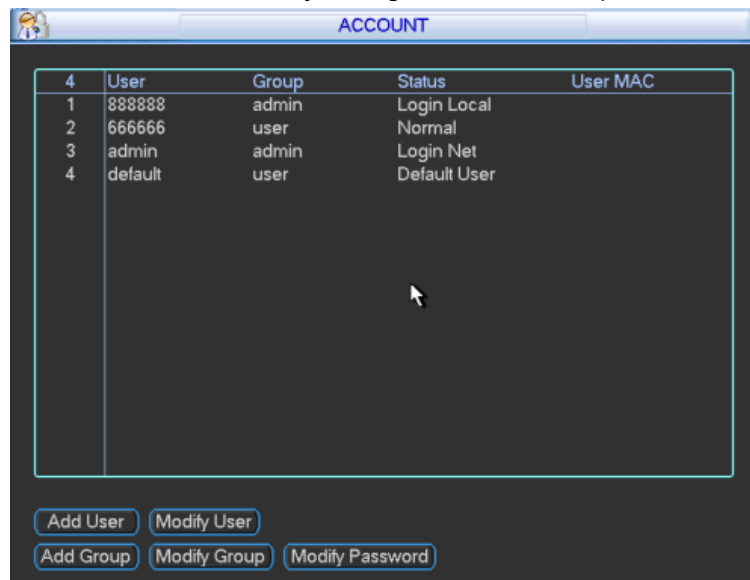 ACCOUNT
4 User Group Status User MAC
1 888888 admin Login Local
2 666666 user Normal
3 admin admin Login Net
4 default user Default User
Add User Modify User
Add Group Modify Group Modify Password